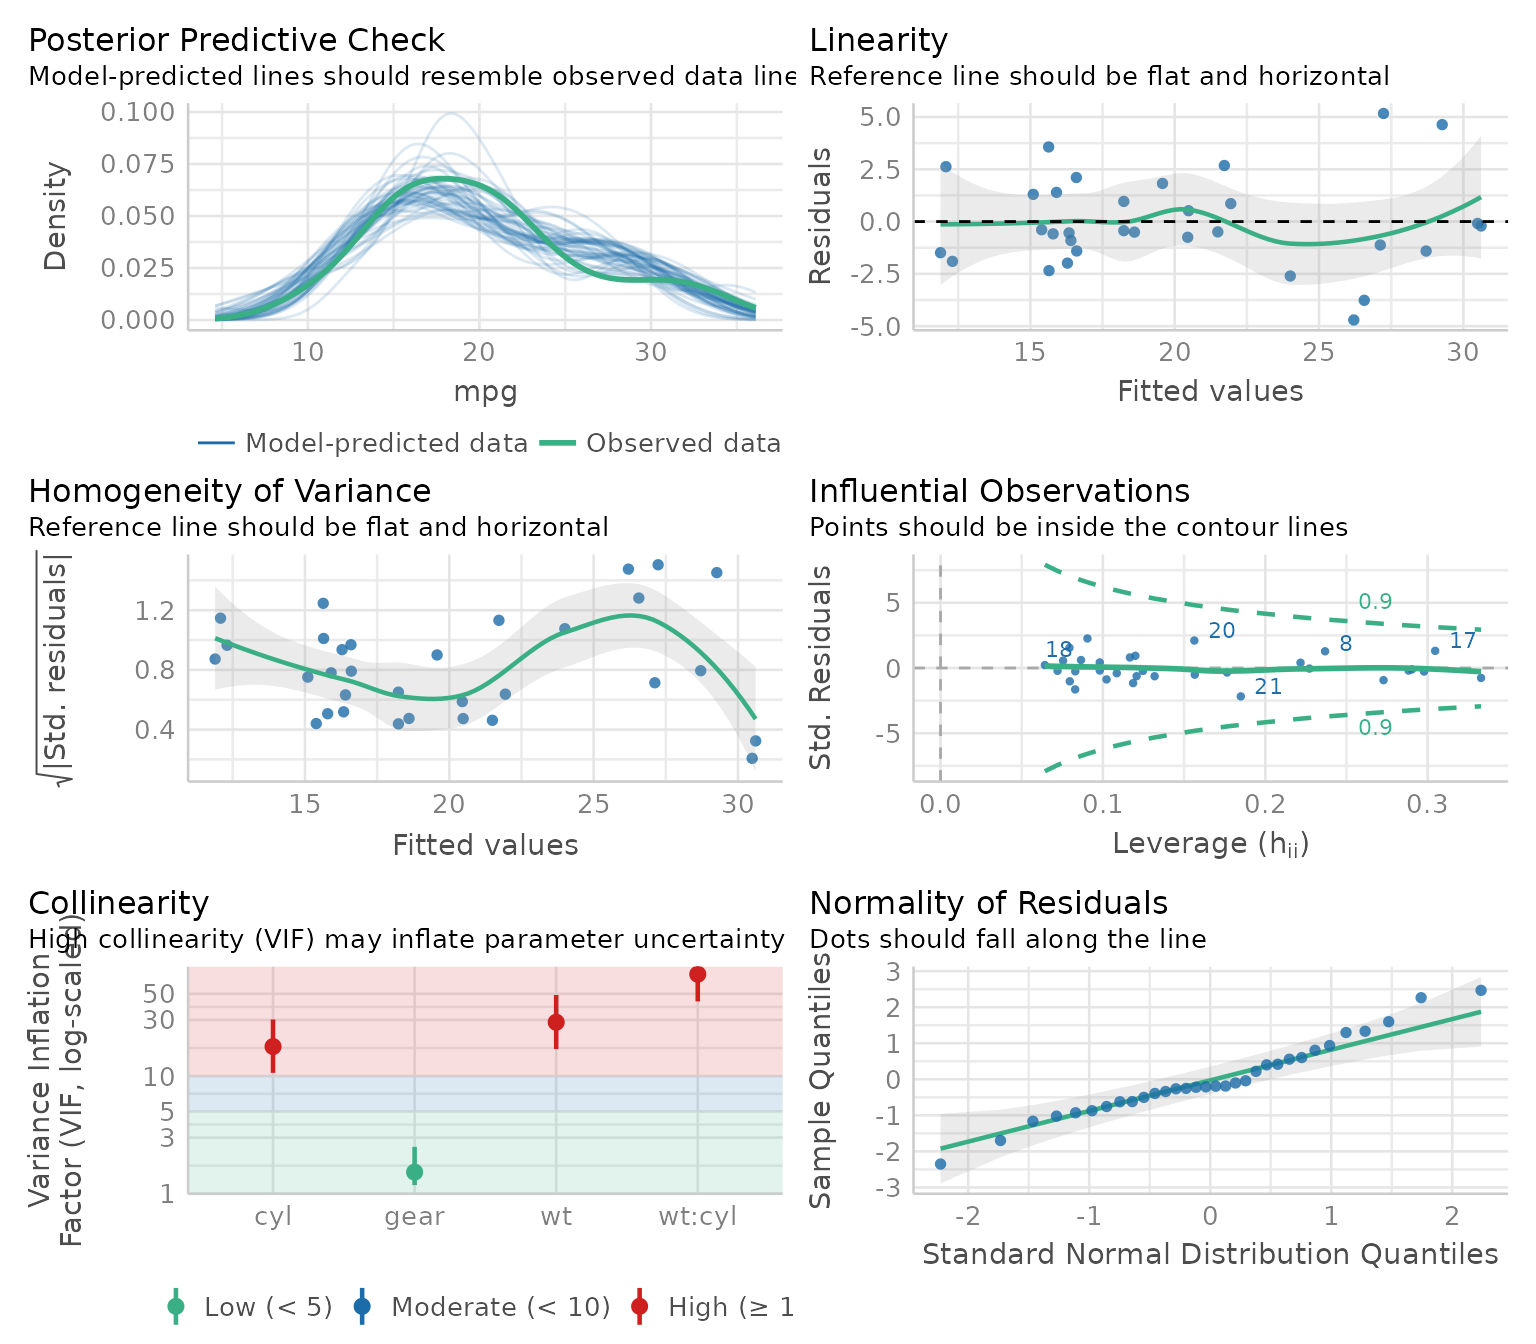 Posterior Predictive Check
Model-predicted lines should resemble observed data line
Density
0.100
0.075
0.050
0.025
0.000
10 20 30
mpg
Model-predicted data Observed data
Linearity
Reference line should be flat and horizontal
Residuals
5.0
2.5
0.0
-2.5
-5.0
15 20 25 30
Fitted values
Homogeneity of Variance
Reference line should be flat and horizontal
√|Std. residuals|
1.2
0.8
0.4
15 20 25 30
Fitted values
Influential Observations
Points should be inside the contour lines
Std. Residuals
5
0
-5
0.9
20
18
8
17
21
0.9
0.0 0.1 0.2 0.3
Leverage (hii)
Collinearity
High collinearity (VIF) may inflate parameter uncertainty
Variance Inflation
Factor (VIF, log-scaled)
50
30
10
5
3
1
cyl gear wt wt:cyl
Low (< 5) Moderate (< 10) High (≥ 1
Normality of Residuals
Dots should fall along the line
Sample Quantiles
3
2
1
0
-1
-2
-3
-2 -1 0 1 2
Standard Normal Distribution Quantiles